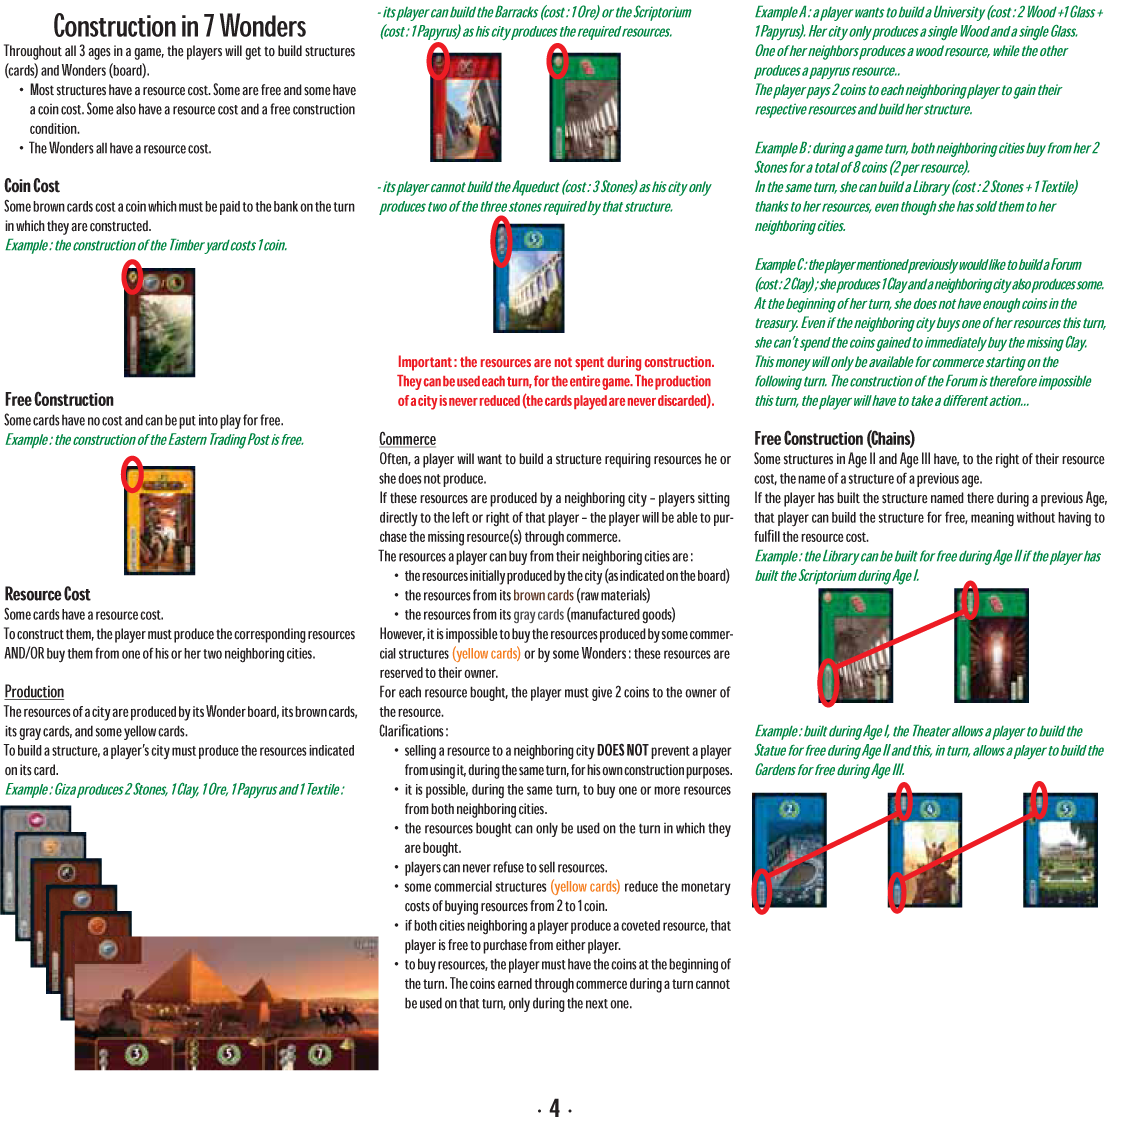 Construction in 7 Wonders
Throughout all 3 ages in a game, the players will get to build structures
(cards) and Wonders (board).
• Most structures have a resource cost. Some are free and some have
a coin cost. Some also have a resource cost and a free construction
condition.
• The Wonders all have a resource cost.
Coin Cost
Some brown cards cost a coin which must be paid to the bank on the turn
in which they are constructed.
Example : the construction of the Timber yard costs 1 coin.
Free Construction
Some cards have no cost and can be put into play for free.
Example : the construction of the Eastern Trading Post is free.
Resource Cost
Some cards have a resource cost.
To construct them, the player must produce the corresponding resources
AND/OR buy them from one of his or her two neighboring cities.
Production
The resources of a city are produced by its Wonder board, its brown cards,
its gray cards, and some yellow cards.
To build a structure, a player's city must produce the resources indicated
on its card.
Example : Giza produces 2 Stones, 1 Clay, 1 Ore, 1 Papyrus and 1 Textile :
3 5 7
- its player can build the Barracks (cost : 1 Ore) or the Scriptorium
(cost : 1 Papyrus) as his city produces the required resources.
- its player cannot build the Aqueduct (cost : 3 Stones) as his city only
produces two of the three stones required by that structure.
5
Important : the resources are not spent during construction.
They can be used each turn, for the entire game. The production
of a city is never reduced (the cards played are never discarded).
Commerce
Often, a player will want to build a structure requiring resources he or
she does not produce.
If these resources are produced by a neighboring city – players sitting
directly to the left or right of that player – the player will be able to pur-
chase the missing resource(s) through commerce.
The resources a player can buy from their neighboring cities are :
• the resources initially produced by the city (as indicated on the board)
• the resources from its brown cards (raw materials)
• the resources from its gray cards (manufactured goods)
However, it is impossible to buy the resources produced by some commer-
cial structures (yellow cards) or by some Wonders : these resources are
reserved to their owner.
For each resource bought, the player must give 2 coins to the owner of
the resource.
Clarifications :
• selling a resource to a neighboring city DOES NOT prevent a player
from using it, during the same turn, for his own construction purposes.
• it is possible, during the same turn, to buy one or more resources
from both neighboring cities.
• the resources bought can only be used on the turn in which they
are bought.
• players can never refuse to sell resources.
• some commercial structures (yellow cards) reduce the monetary
costs of buying resources from 2 to 1 coin.
• if both cities neighboring a player produce a coveted resource, that
player is free to purchase from either player.
• to buy resources, the player must have the coins at the beginning of
the turn. The coins earned through commerce during a turn cannot
be used on that turn, only during the next one.
Example A : a player wants to build a University (cost : 2 Wood +1 Glass +
1 Papyrus). Her city only produces a single Wood and a single Glass.
One of her neighbors produces a wood resource, while the other
produces a papyrus resource..
The player pays 2 coins to each neighboring player to gain their
respective resources and build her structure.
Example B : during a game turn, both neighboring cities buy from her 2
Stones for a total of 8 coins (2 per resource).
In the same turn, she can build a Library (cost : 2 Stones + 1 Textile)
thanks to her resources, even though she has sold them to her
neighboring cities.
Example C : the player mentioned previously would like to build a Forum
(cost : 2 Clay) ; she produces 1 Clay and a neighboring city also produces some.
At the beginning of her turn, she does not have enough coins in the
treasury. Even if the neighboring city buys one of her resources this turn,
she can't spend the coins gained to immediately buy the missing Clay.
This money will only be available for commerce starting on the
following turn. The construction of the Forum is therefore impossible
this turn, the player will have to take a different action...
Free Construction (Chains)
Some structures in Age II and Age III have, to the right of their resource
cost, the name of a structure of a previous age.
If the player has built the structure named there during a previous Age,
that player can build the structure for free, meaning without having to
fulfill the resource cost.
Example : the Library can be built for free during Age II if the player has
built the Scriptorium during Age I.
Example : built during Age I, the Theater allows a player to build the
Statue for free during Age II and this, in turn, allows a player to build the
Gardens for free during Age III.
2 4 5
· 4 ·